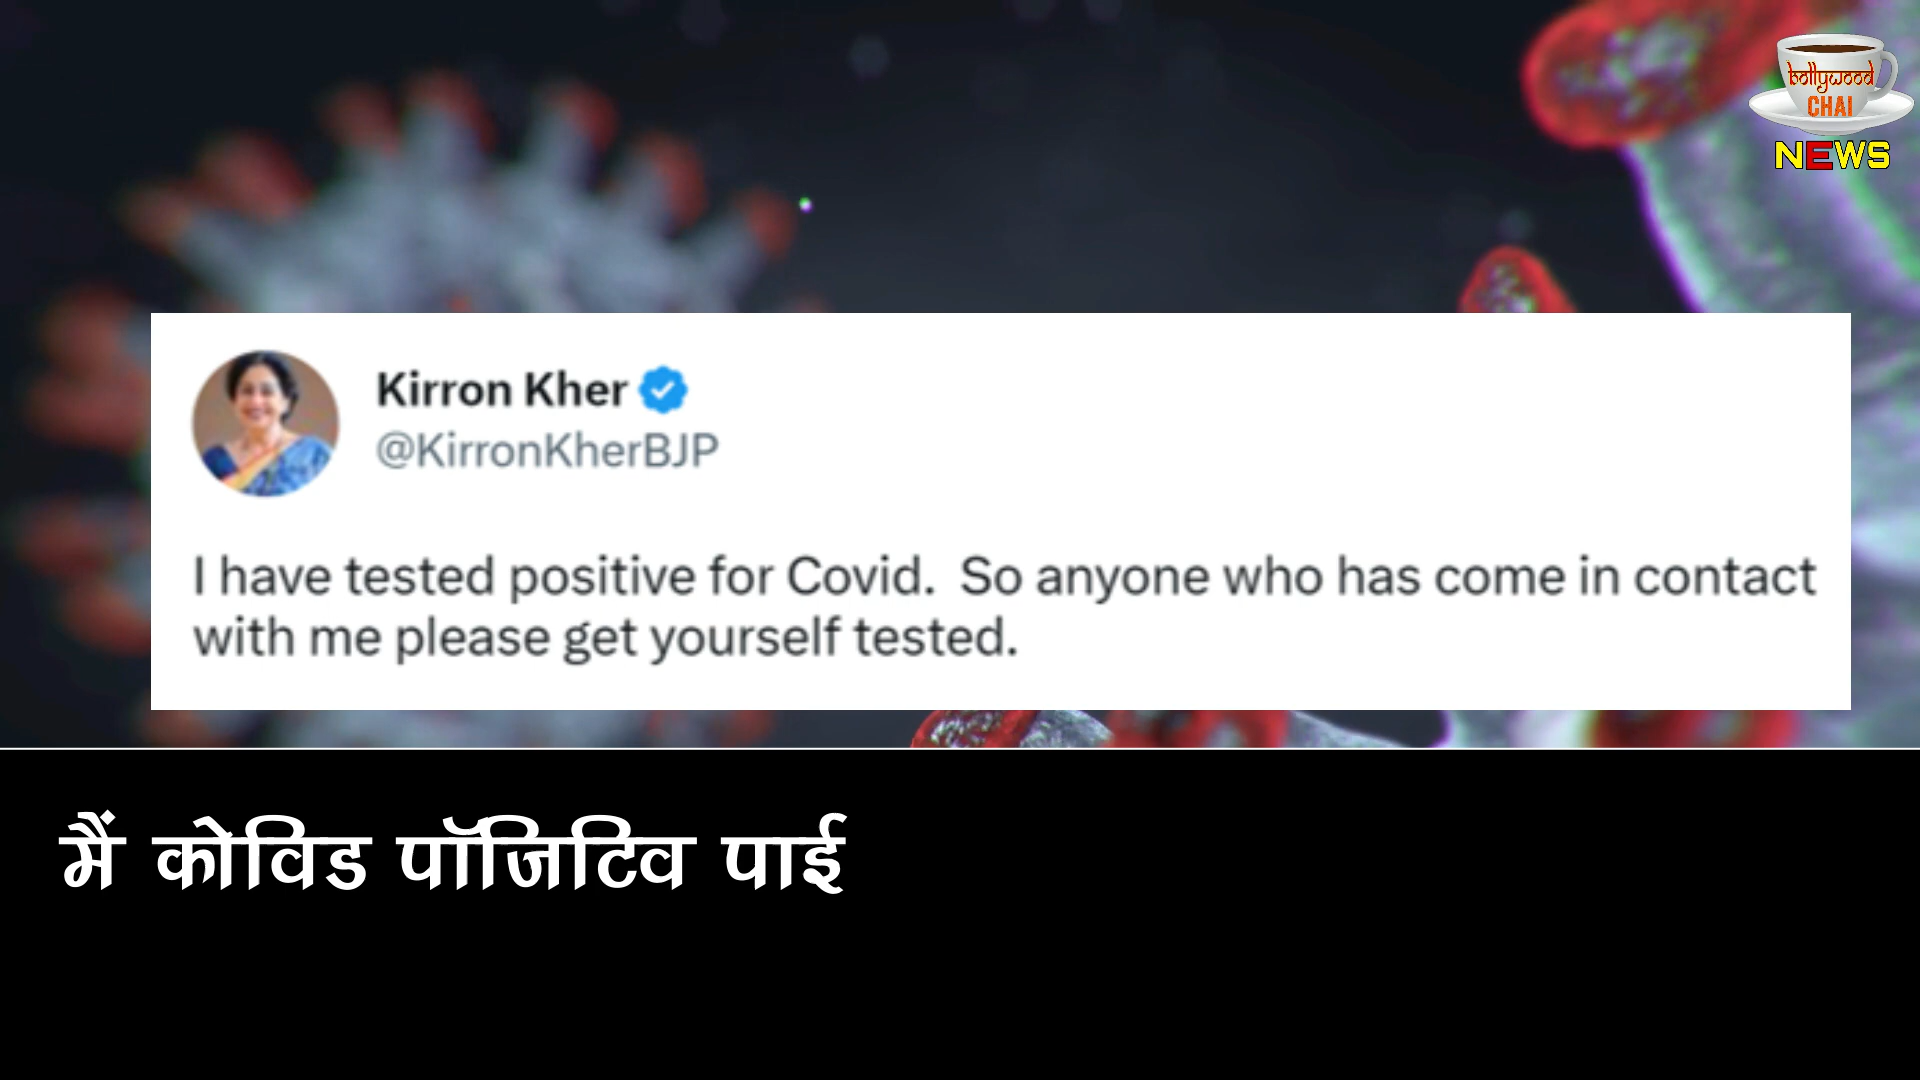 bollywood
CHAI
NEWS
Kirron Kher
@KirronKherBJP
I have tested positive for Covid.  So anyone who has come in contact
with me please get yourself tested.
मैं कोविड पॉजिटिव पाई